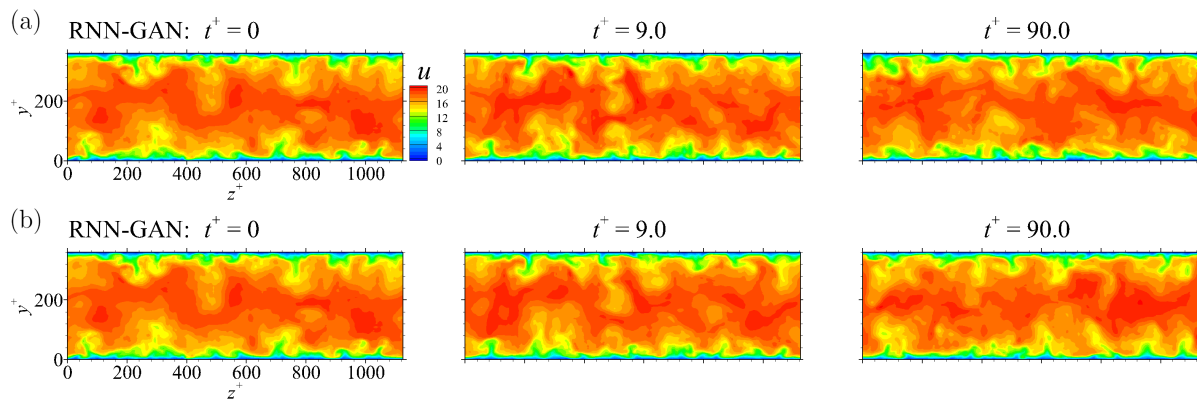 (a) RNN-GAN: t⁺ = 0 t⁺ = 9.0 t⁺ = 90.0
u
20
16
12
8
4
0
y⁺
200
0
0 200 400 600 800 1000
z⁺
(b) RNN-GAN: t⁺ = 0 t⁺ = 9.0 t⁺ = 90.0
y⁺
200
0
0 200 400 600 800 1000
z⁺